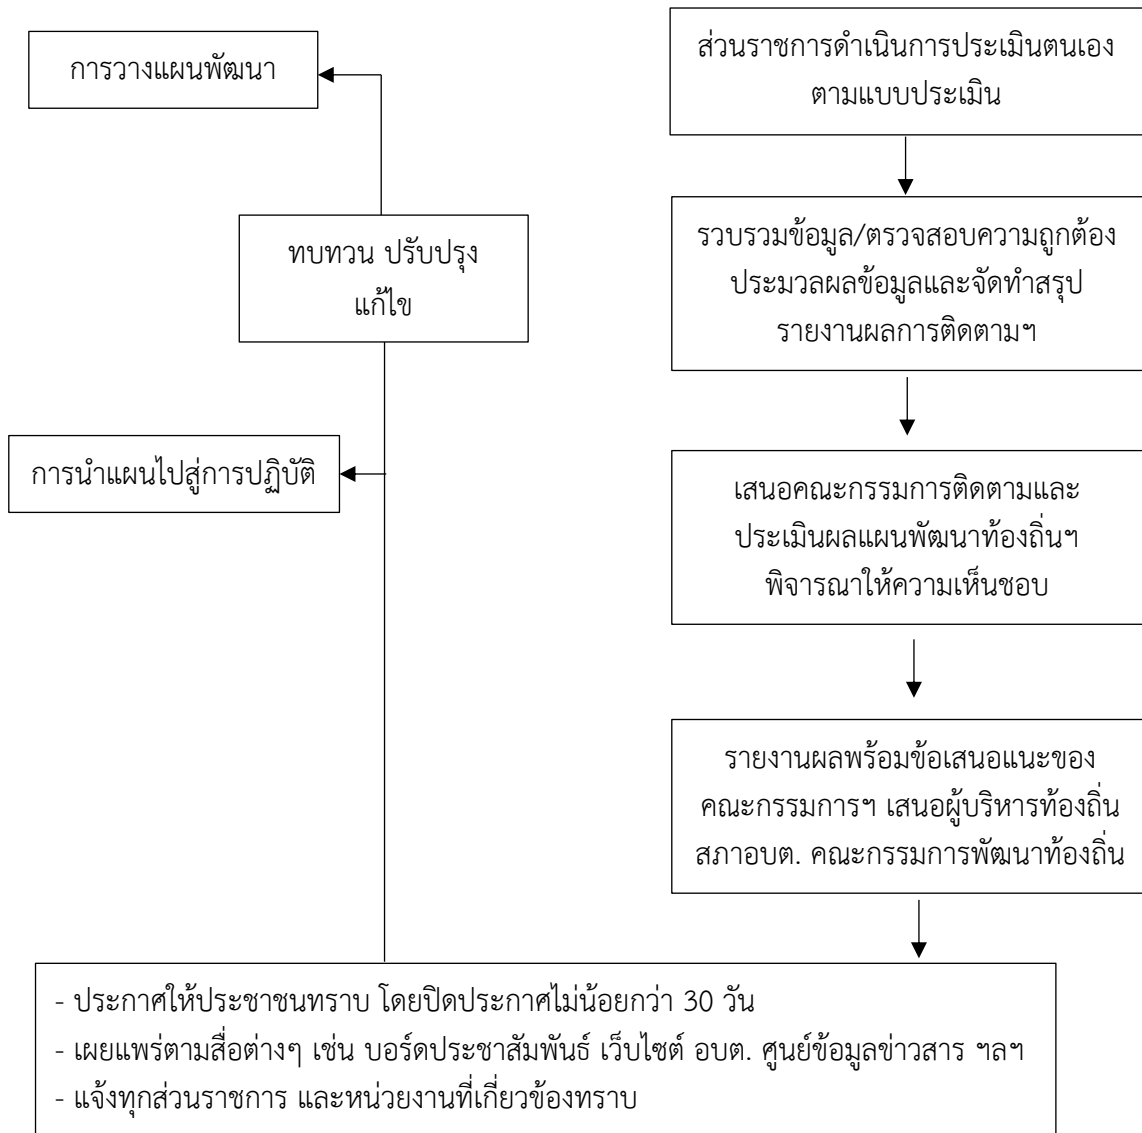 การวางแผนพัฒนา
ส่วนราชการดำเนินการประเมินตนเอง
ตามแบบประเมิน
ทบทวน ปรับปรุง
แก้ไข
รวบรวมข้อมูล/ตรวจสอบความถูกต้อง
ประมวลผลข้อมูลและจัดทำสรุป
รายงานผลการติดตามฯ
การนำแผนไปสู่การปฏิบัติ
เสนอคณะกรรมการติดตามและ
ประเมินผลแผนพัฒนาท้องถิ่นฯ
พิจารณาให้ความเห็นชอบ
รายงานผลพร้อมข้อเสนอแนะของ
คณะกรรมการฯ เสนอผู้บริหารท้องถิ่น
สภาอบต. คณะกรรมการพัฒนาท้องถิ่น
- ประกาศให้ประชาชนทราบ โดยปิดประกาศไม่น้อยกว่า 30 วัน
- เผยแพร่ตามสื่อต่างๆ เช่น บอร์ดประชาสัมพันธ์ เว็บไซต์ อบต. ศูนย์ข้อมูลข่าวสาร ฯลฯ
- แจ้งทุกส่วนราชการ และหน่วยงานที่เกี่ยวข้องทราบ